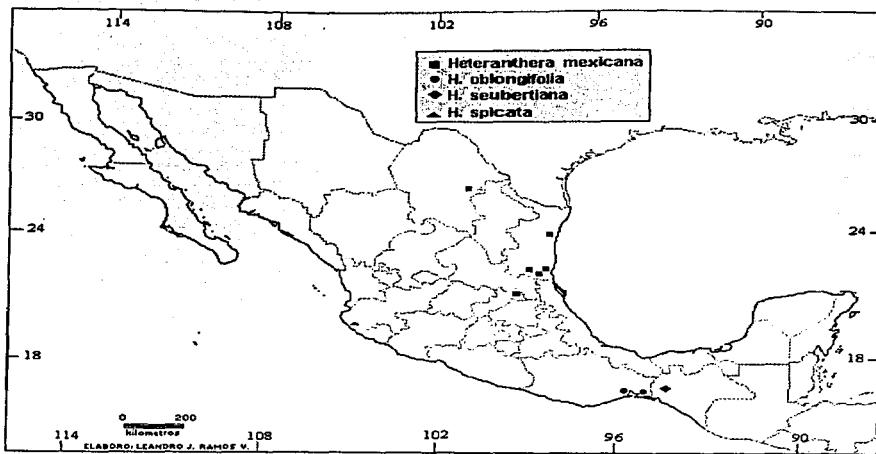 114 108 102 96 90
Heteranthera mexicana
H. oblongifolia
H. seubertiana
H. spicata
30 30
24 24
18 18
0 200
kilometros
114 108 102 96 90
ELABORO: LEANDRO J. RAMOS V.